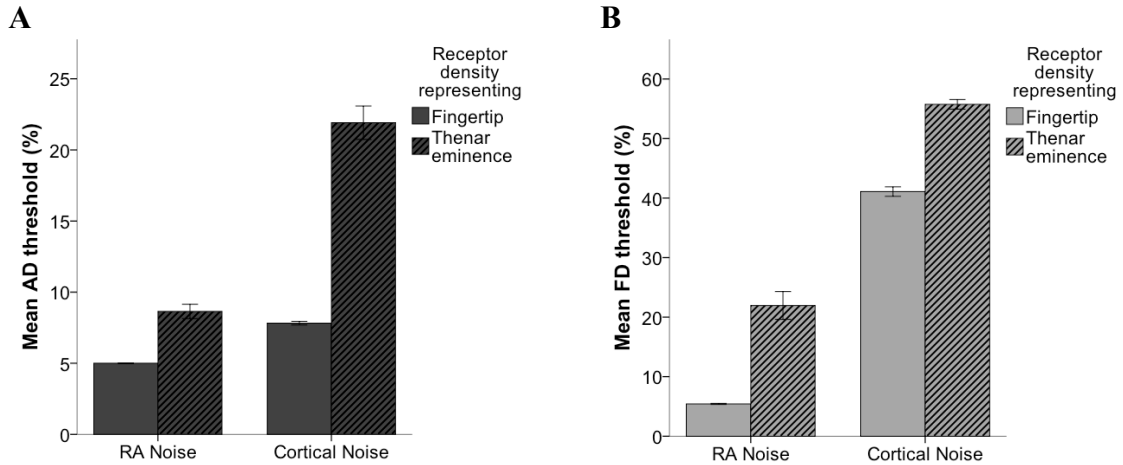 A
Mean AD threshold (%)
25
20
15
10
5
0
RA Noise
Cortical Noise
Receptor
density
representing
Fingertip
Thenar
eminence
B
Mean FD threshold (%)
60
50
40
30
20
10
0
RA Noise
Cortical Noise
Receptor
density
representing
Fingertip
Thenar
eminence